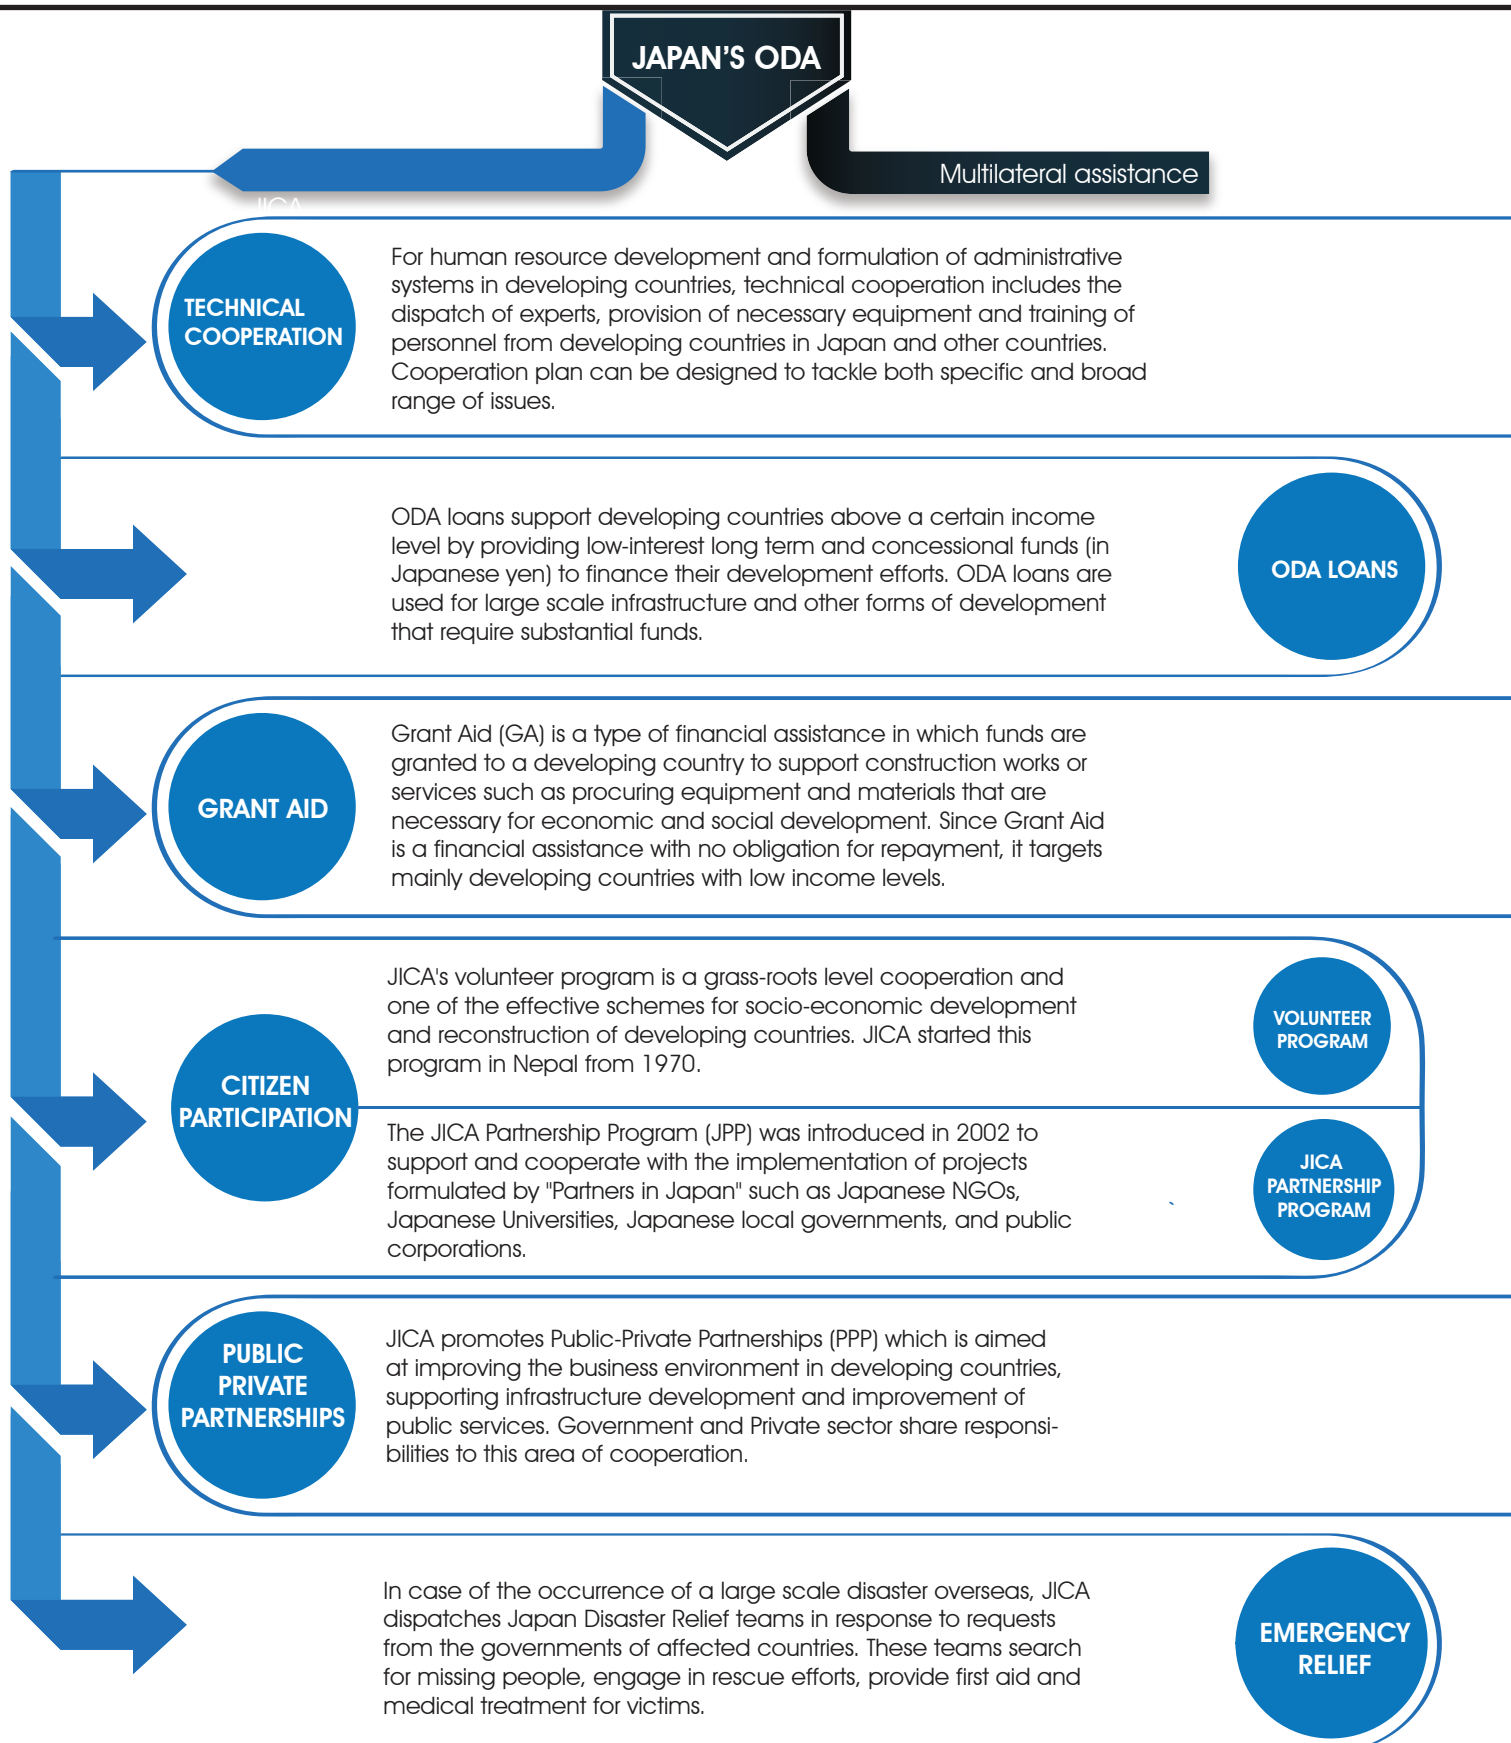 JAPAN'S ODA
Multilateral assistance
JICA
TECHNICAL
COOPERATION
For human resource development and formulation of administrative
systems in developing countries, technical cooperation includes the
dispatch of experts, provision of necessary equipment and training of
personnel from developing countries in Japan and other countries.
Cooperation plan can be designed to tackle both specific and broad
range of issues.
ODA loans support developing countries above a certain income
level by providing low-interest long term and concessional funds (in
Japanese yen) to finance their development efforts. ODA loans are
used for large scale infrastructure and other forms of development
that require substantial funds.
ODA LOANS
GRANT AID
Grant Aid (GA) is a type of financial assistance in which funds are
granted to a developing country to support construction works or
services such as procuring equipment and materials that are
necessary for economic and social development. Since Grant Aid
is a financial assistance with no obligation for repayment, it targets
mainly developing countries with low income levels.
CITIZEN
PARTICIPATION
JICA's volunteer program is a grass-roots level cooperation and
one of the effective schemes for socio-economic development
and reconstruction of developing countries. JICA started this
program in Nepal from 1970.
VOLUNTEER
PROGRAM
The JICA Partnership Program (JPP) was introduced in 2002 to
support and cooperate with the implementation of projects
formulated by "Partners in Japan" such as Japanese NGOs,
Japanese Universities, Japanese local governments, and public
corporations.
JICA
PARTNERSHIP
PROGRAM
PUBLIC
PRIVATE
PARTNERSHIPS
JICA promotes Public-Private Partnerships (PPP) which is aimed
at improving the business environment in developing countries,
supporting infrastructure development and improvement of
public services. Government and Private sector share responsi-
bilities to this area of cooperation.
In case of the occurrence of a large scale disaster overseas, JICA
dispatches Japan Disaster Relief teams in response to requests
from the governments of affected countries. These teams search
for missing people, engage in rescue efforts, provide first aid and
medical treatment for victims.
EMERGENCY
RELIEF